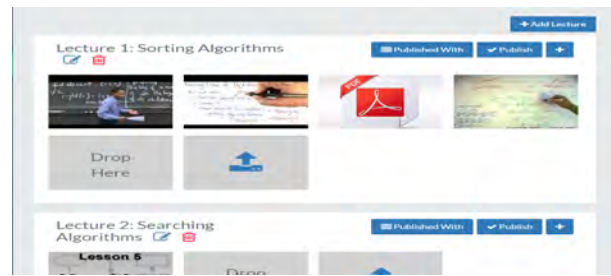 + Add Lecture
Lecture 1: Sorting Algorithms
Published With
Publish
+
PDF
Drop
Here
Lecture 2: Searching
Algorithms
Published With
Publish
+
Lesson 5
Drop